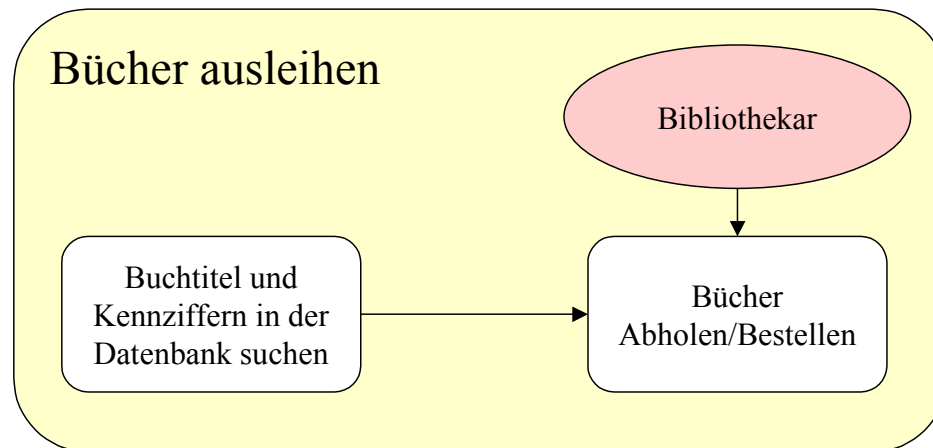 Bücher ausleihen
Bibliothekar
Buchtitel und
Kennziffern in der
Datenbank suchen
Bücher
Abholen/Bestellen